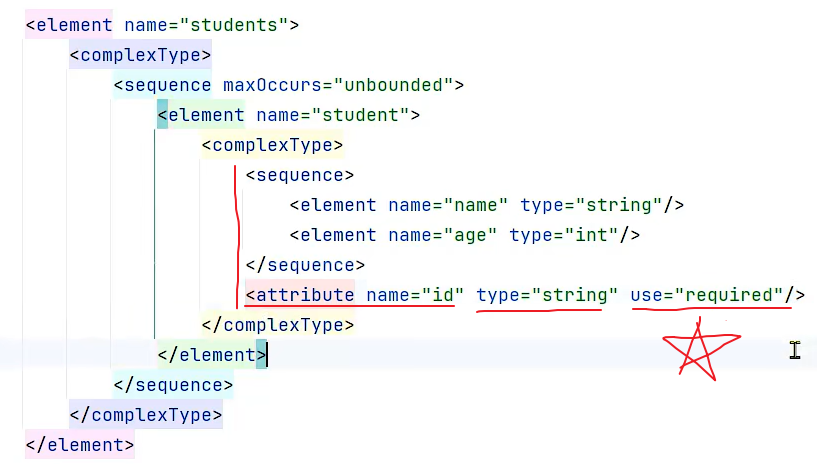 <element name="students">
<complexType>
<sequence maxOccurs="unbounded">
<element name="student">
<complexType>
<sequence>
<element name="name" type="string"/>
<element name="age" type="int"/>
</sequence>
<attribute name="id" type="string" use="required"/>
</complexType>
</element>
</sequence>
</complexType>
</element>